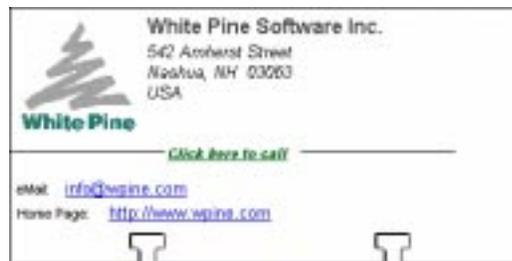 White Pine Software Inc.
542 Amherst Street
Nashua, NH 03063
USA
White Pine
Click here to call
eMail: info@wpine.com
Home Page: http://www.wpine.com